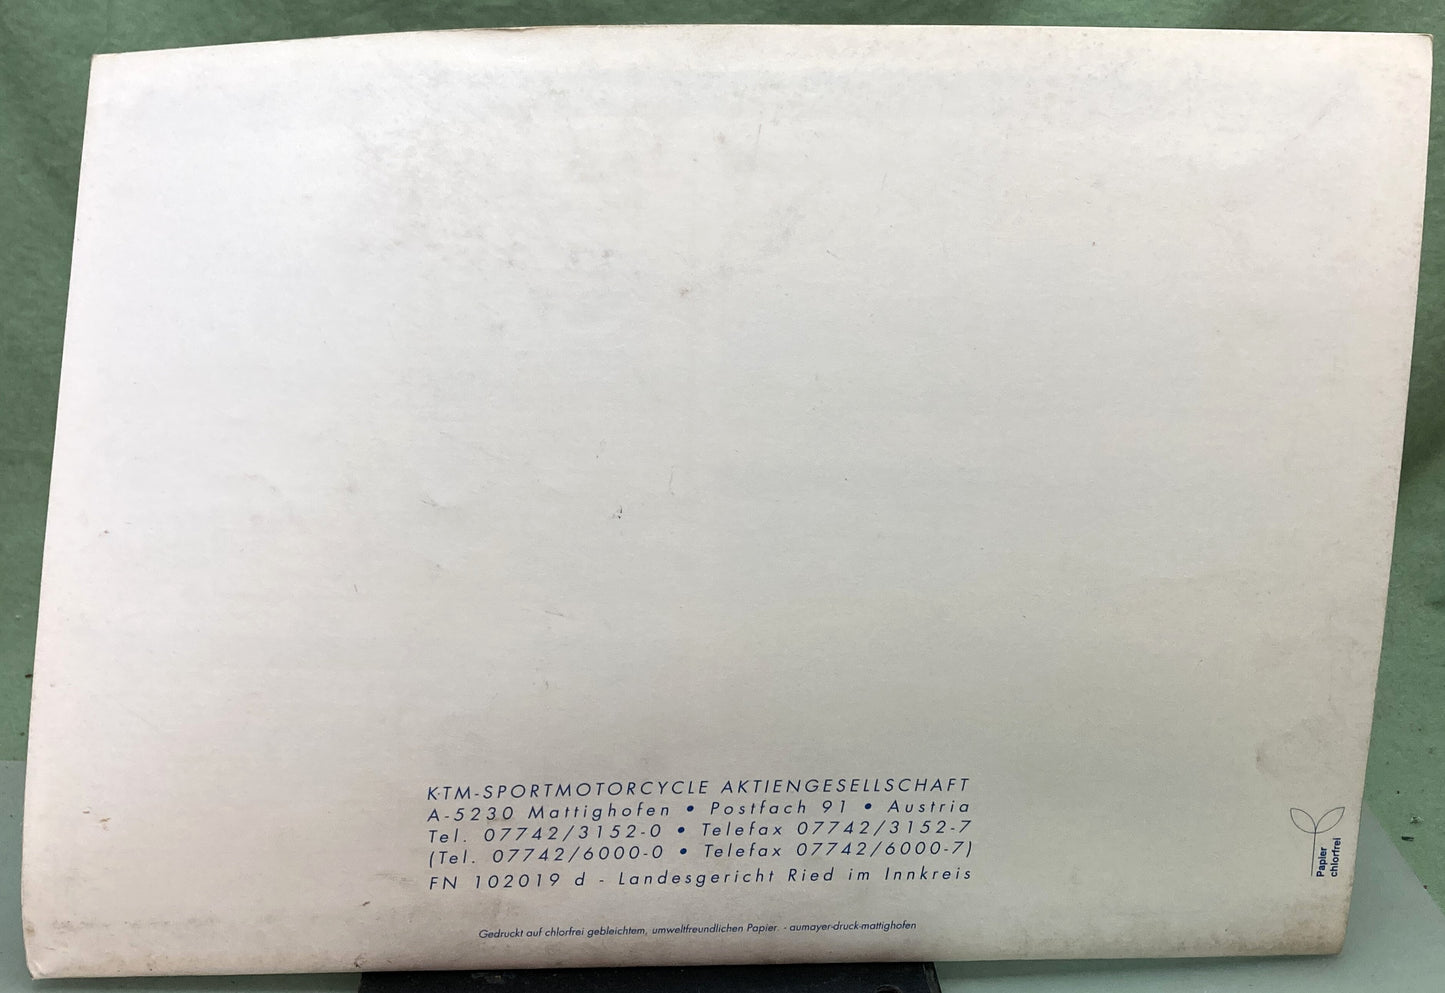 KTM-SPORTMOTORCYCLE AKTIENGESELLSCHAFT
A-5230 Mattighofen • Postfach 91 • Austria
Tel. 07742/3152-0 • Telefax 07742/3152-7
(Tel. 07742/6000-0 • Telefax 07742/6000-7)
FN 102019 d - Landesgericht Ried im Innkreis
Gedruckt auf chlorfrei gebleichtem, umweltfreundlichen Papier. - aumayer-druck-mattighofen
Papier
chlorfrei